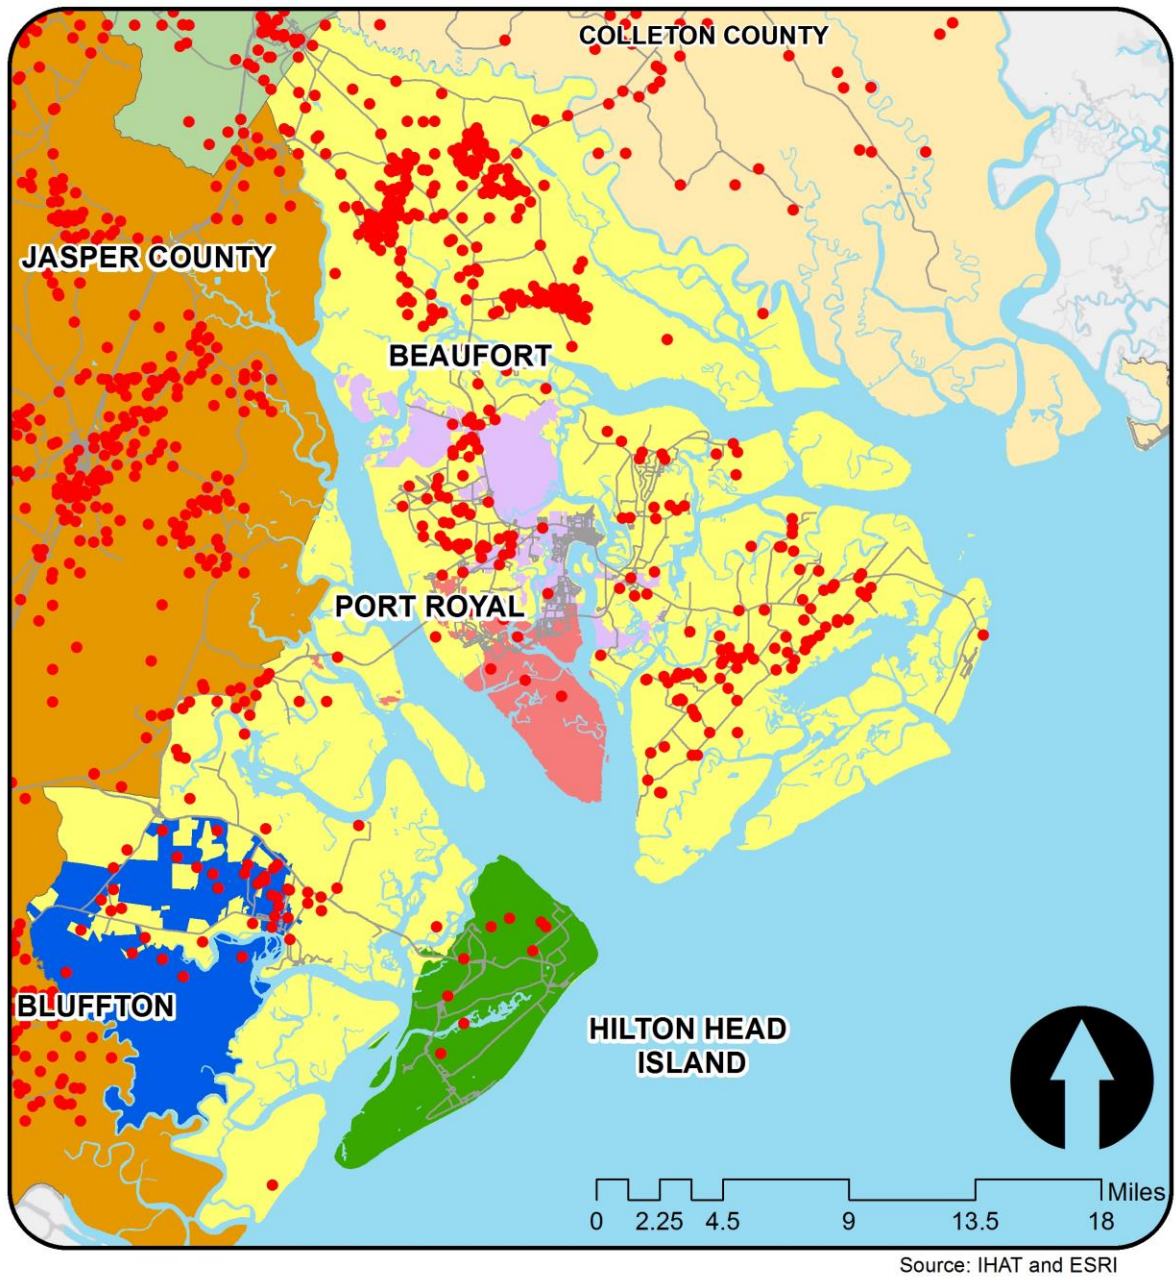 COLLETON COUNTY
JASPER COUNTY
BEAUFORT
PORT ROYAL
BLUFFTON
HILTON HEAD
ISLAND
Miles
0 2.25 4.5 9 13.5 18
Source: IHAT and ESRI